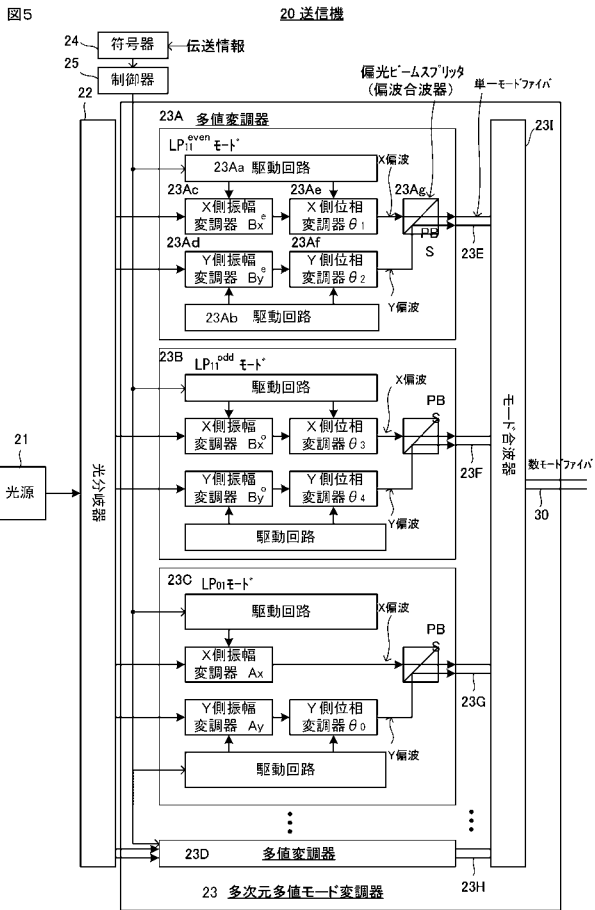 図5
20 送信機
24
符号器
伝送情報
25
制御器
22
偏光ビームスプリッタ
(偏波合波器)
単一モードファイバ
23A 多値変調器
23I
LP11even モード
23Aa 駆動回路
X偏波
23Ac
23Ae
23Ag
X側振幅
変調器 Bxe
X側位相
変調器θ1
PB
S
23E
23Ad
23Af
Y側振幅
変調器 Bye
Y側位相
変調器θ2
23Ab 駆動回路
Y偏波
23B
LP11odd モード
駆動回路
X偏波
PB
S
21
光源
光分岐器
X側振幅
変調器 Bxo
X側位相
変調器θ3
23F
モード合波器
数モードファイバ
30
Y側振幅
変調器 Byo
Y側位相
変調器θ4
駆動回路
Y偏波
23C
LP01モード
駆動回路
X偏波
PB
S
X側振幅
変調器 Ax
23G
Y側振幅
変調器 Ay
Y側位相
変調器θ0
駆動回路
Y偏波
23D
多値変調器
23H
23 多次元多値モード変調器